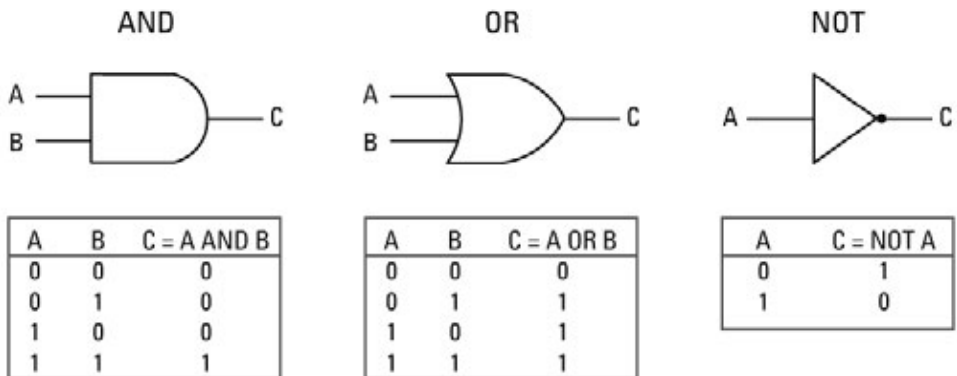 AND
OR
NOT
A
B
C
A
B
C
A
C
A B C = A AND B
0 0 0
0 1 0
1 0 0
1 1 1
A B C = A OR B
0 0 0
0 1 1
1 0 1
1 1 1
A C = NOT A
0 1
1 0